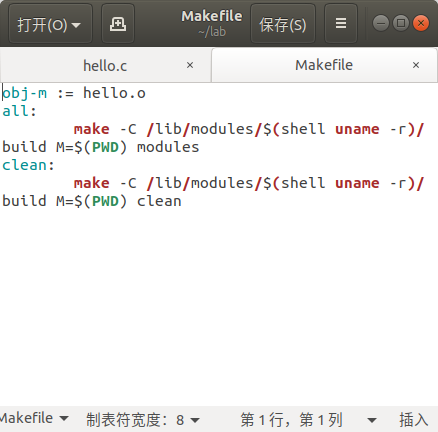 打开(O)
Makefile
~/lab
保存(S)
hello.c
Makefile
obj-m := hello.o
all:
make -C /lib/modules/$(shell uname -r)/
build M=$(PWD) modules
clean:
make -C /lib/modules/$(shell uname -r)/
build M=$(PWD) clean
Makefile 制表符宽度：8 第 1 行，第 1 列 插入